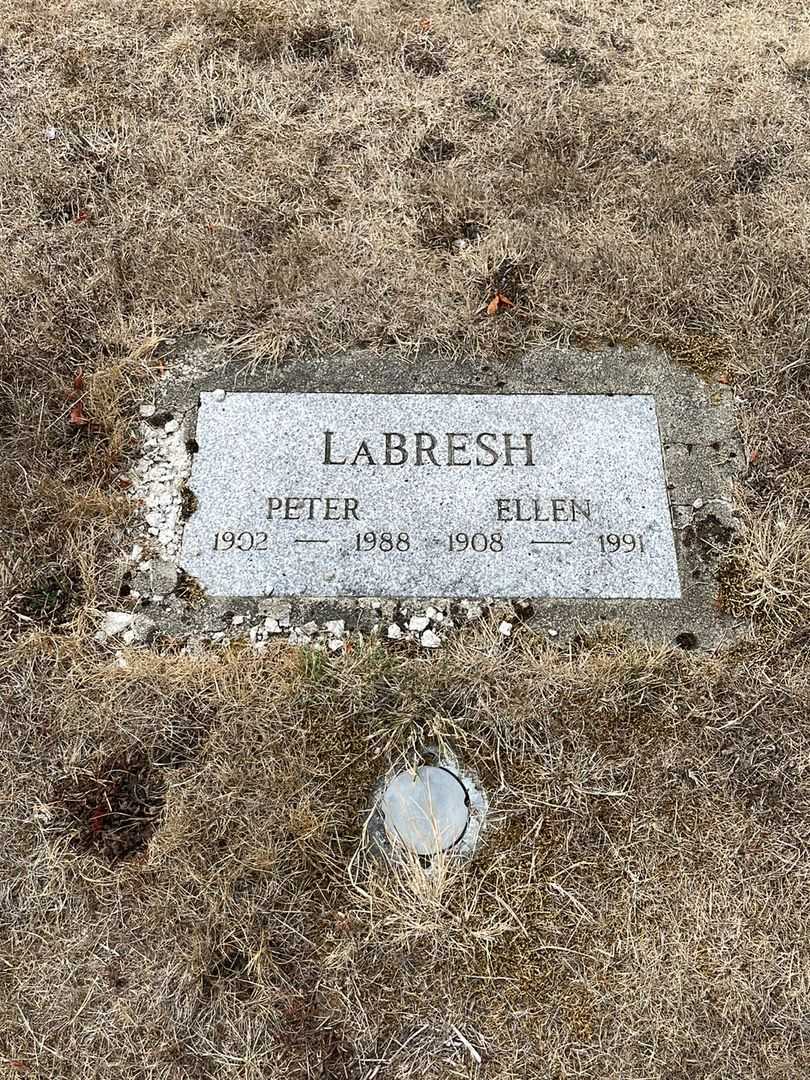 LaBRESH
PETER ELLEN
1902 — 1988 1908 — 1991